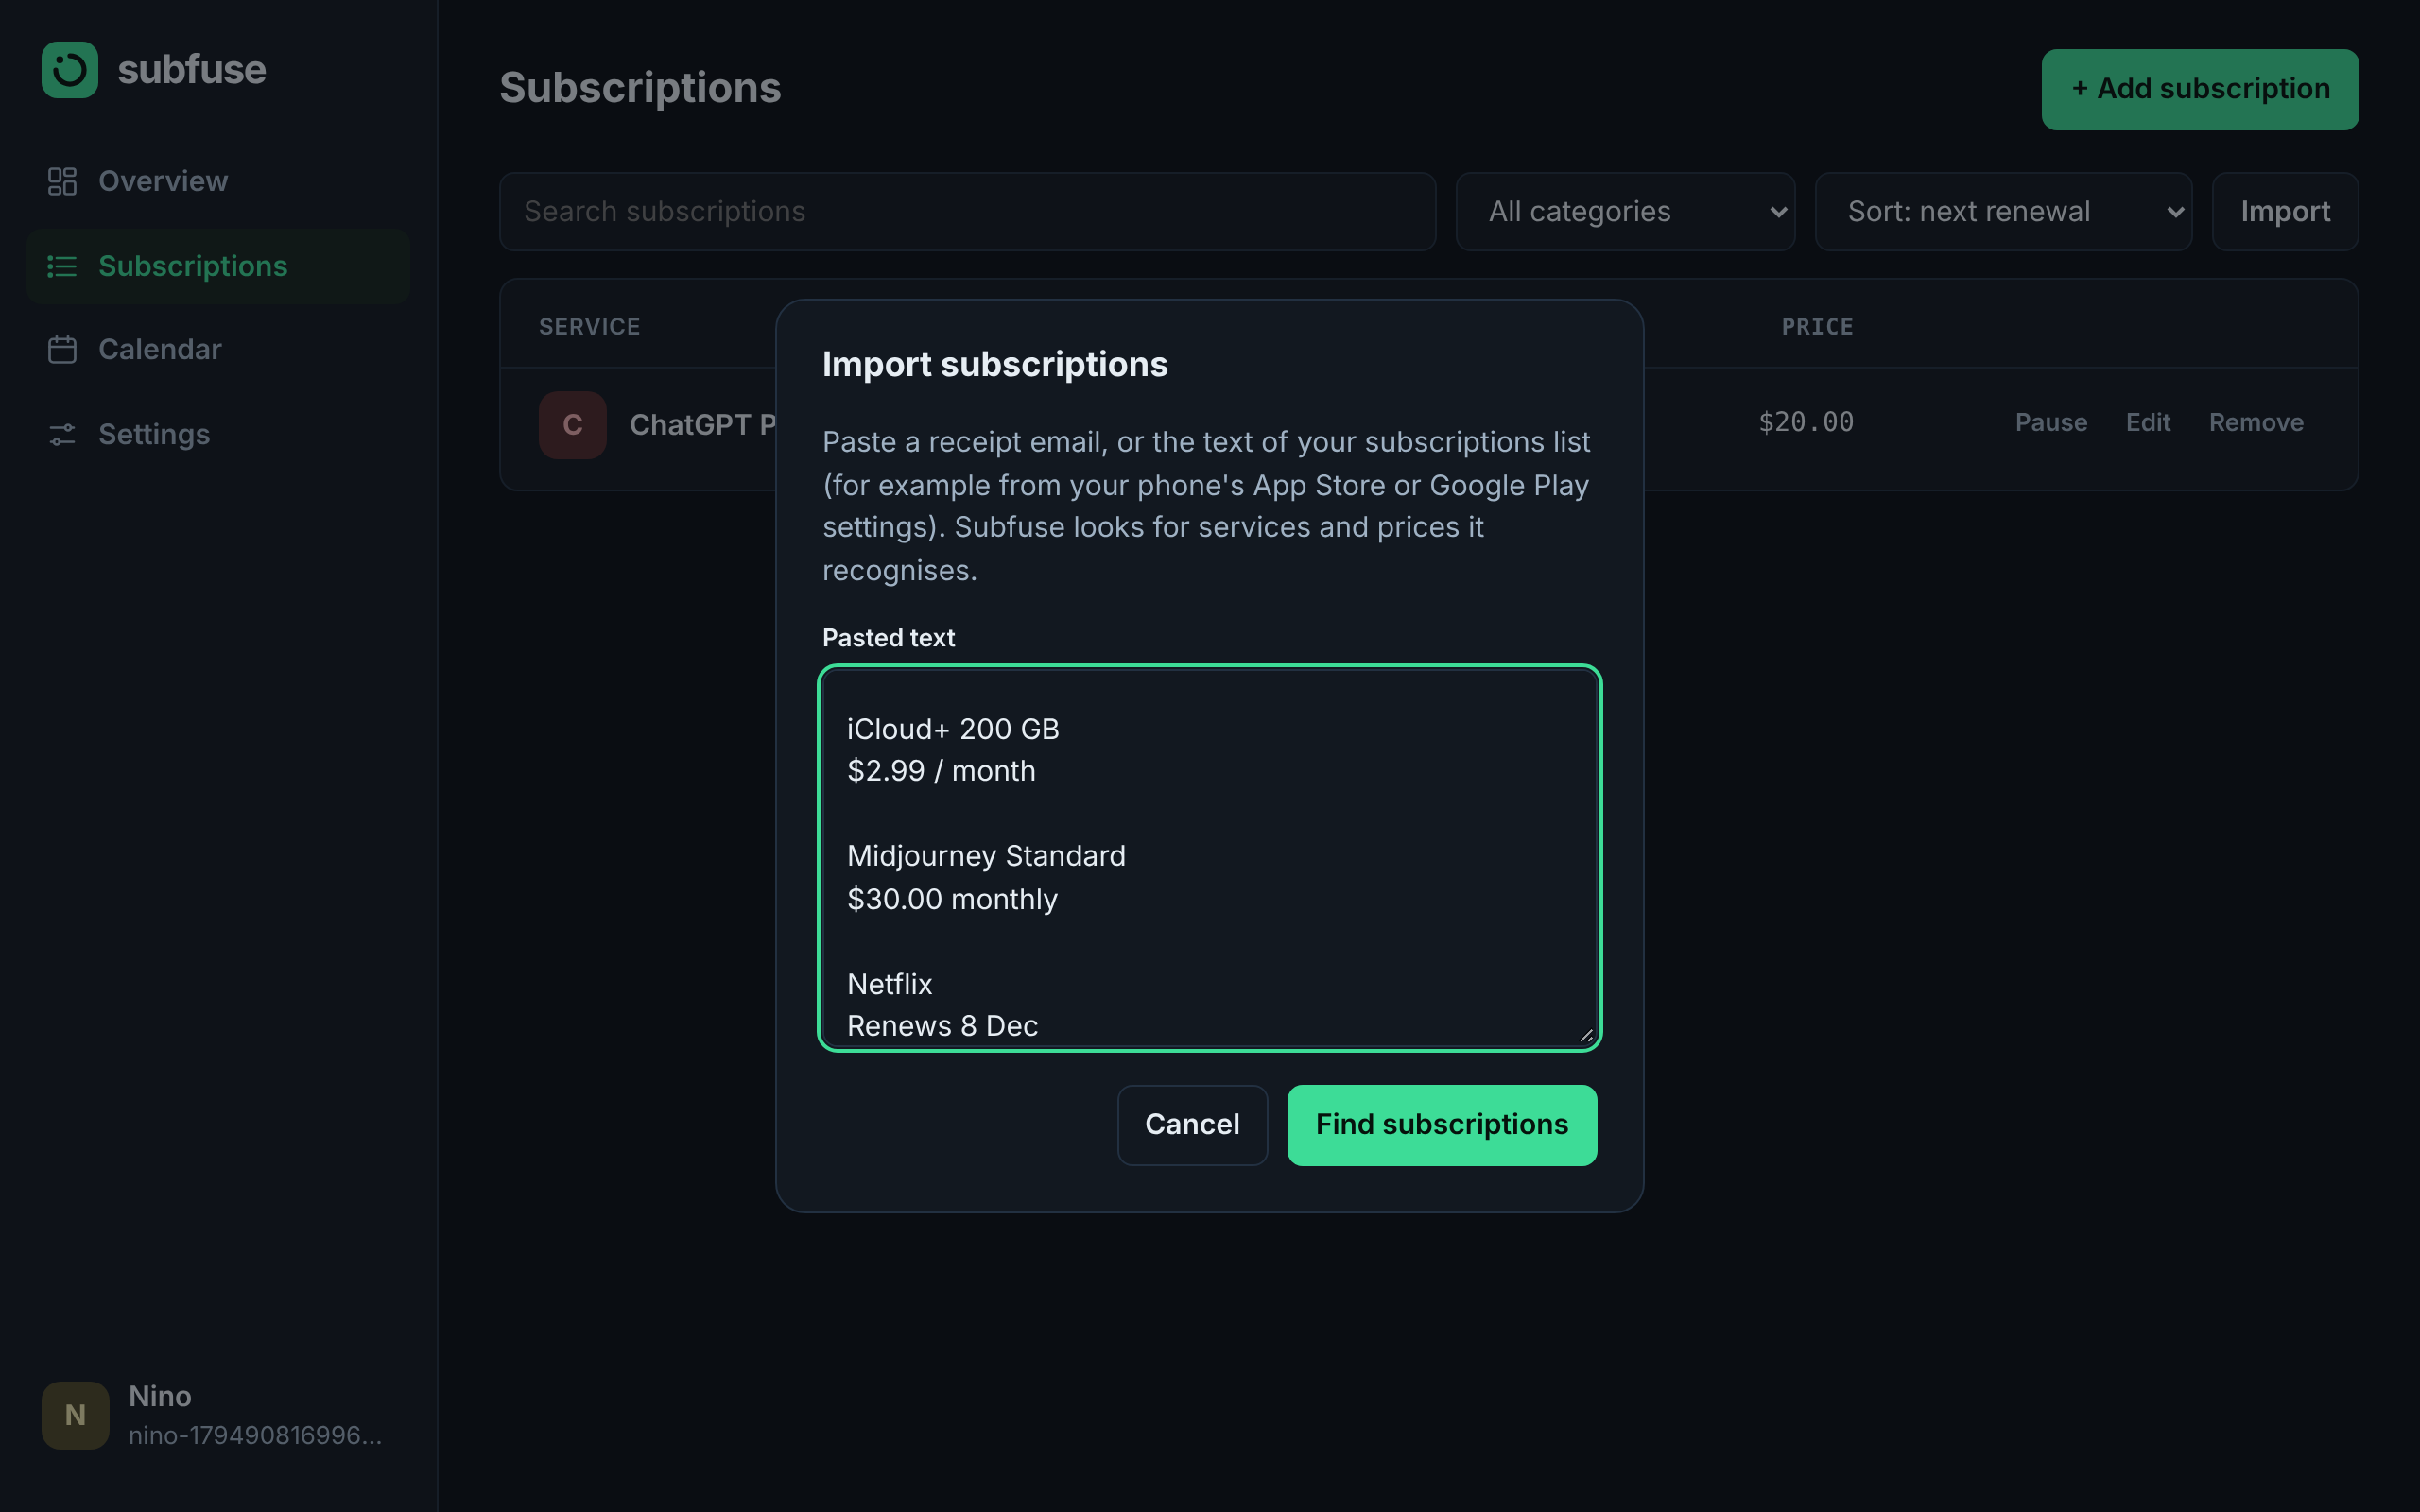 subfuse
Overview
Subscriptions
Calendar
Settings
Nino
nino-179490816996...
Subscriptions
+ Add subscription
Search subscriptions
All categories
Sort: next renewal
Import
SERVICE
PRICE
C
ChatGPT P
$20.00
Pause
Edit
Remove
Import subscriptions
Paste a receipt email, or the text of your subscriptions list
(for example from your phone's App Store or Google Play
settings). Subfuse looks for services and prices it
recognises.
Pasted text
iCloud+ 200 GB
$2.99 / month
Midjourney Standard
$30.00 monthly
Netflix
Renews 8 Dec
Cancel
Find subscriptions
N